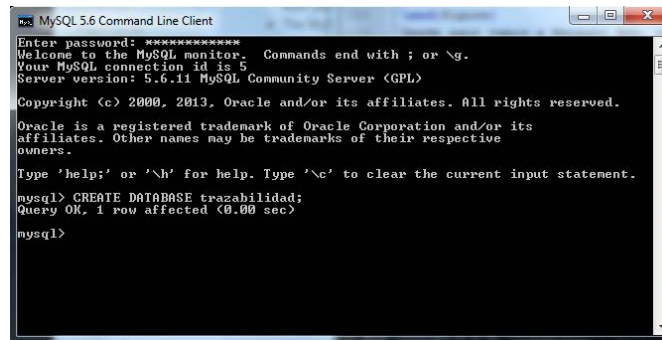 MySQL 5.6 Command Line Client
Enter password: ************
Welcome to the MySQL monitor.  Commands end with ; or \g.
Your MySQL connection id is 5
Server version: 5.6.11 MySQL Community Server (GPL)
Copyright (c) 2000, 2013, Oracle and/or its affiliates. All rights reserved.
Oracle is a registered trademark of Oracle Corporation and/or its
affiliates. Other names may be trademarks of their respective
owners.
Type 'help;' or '\h' for help. Type '\c' to clear the current input statement.
mysql> CREATE DATABASE trazabilidad;
Query OK, 1 row affected (0.00 sec)
mysql>